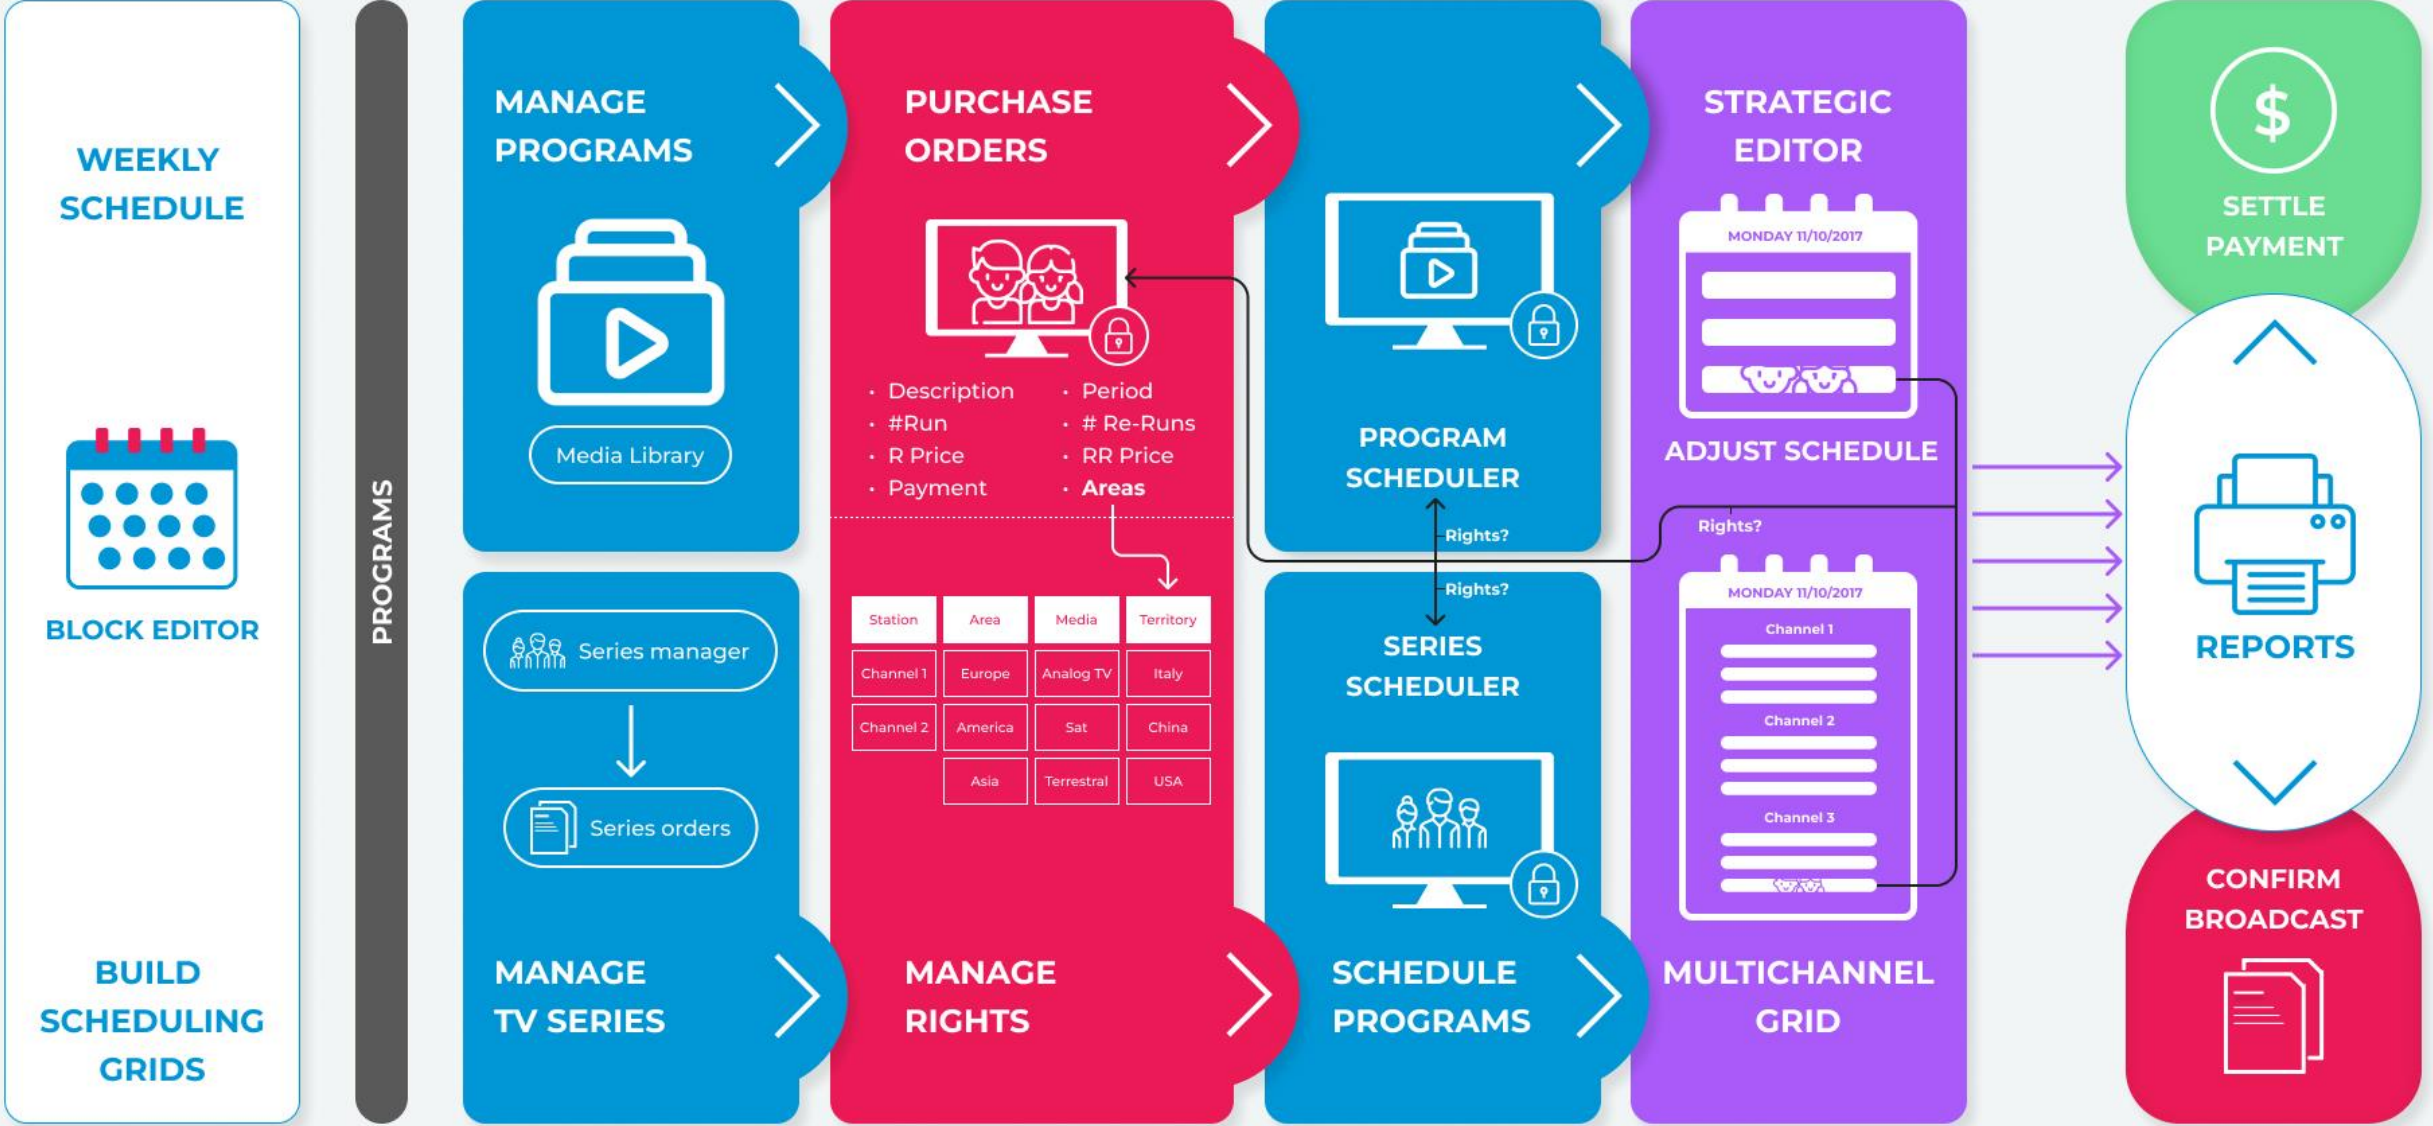 WEEKLY
SCHEDULE
BLOCK EDITOR
BUILD
SCHEDULING
GRIDS
PROGRAMS
MANAGE
PROGRAMS
Media Library
Series manager
Series orders
MANAGE
TV SERIES
PURCHASE
ORDERS
• Description
• #Run
• R Price
• Payment
• Period
• # Re-Runs
• RR Price
• Areas
Station Area Media Territory
Channel 1 Europe Analog TV Italy
Channel 2 America Sat China
Asia Terrestral USA
MANAGE
RIGHTS
PROGRAM
SCHEDULER
Rights?
Rights?
SERIES
SCHEDULER
SCHEDULE
PROGRAMS
STRATEGIC
EDITOR
MONDAY 11/10/2017
ADJUST SCHEDULE
Rights?
MONDAY 11/10/2017
Channel 1
Channel 2
Channel 3
MULTICHANNEL
GRID
$
SETTLE
PAYMENT
REPORTS
CONFIRM
BROADCAST